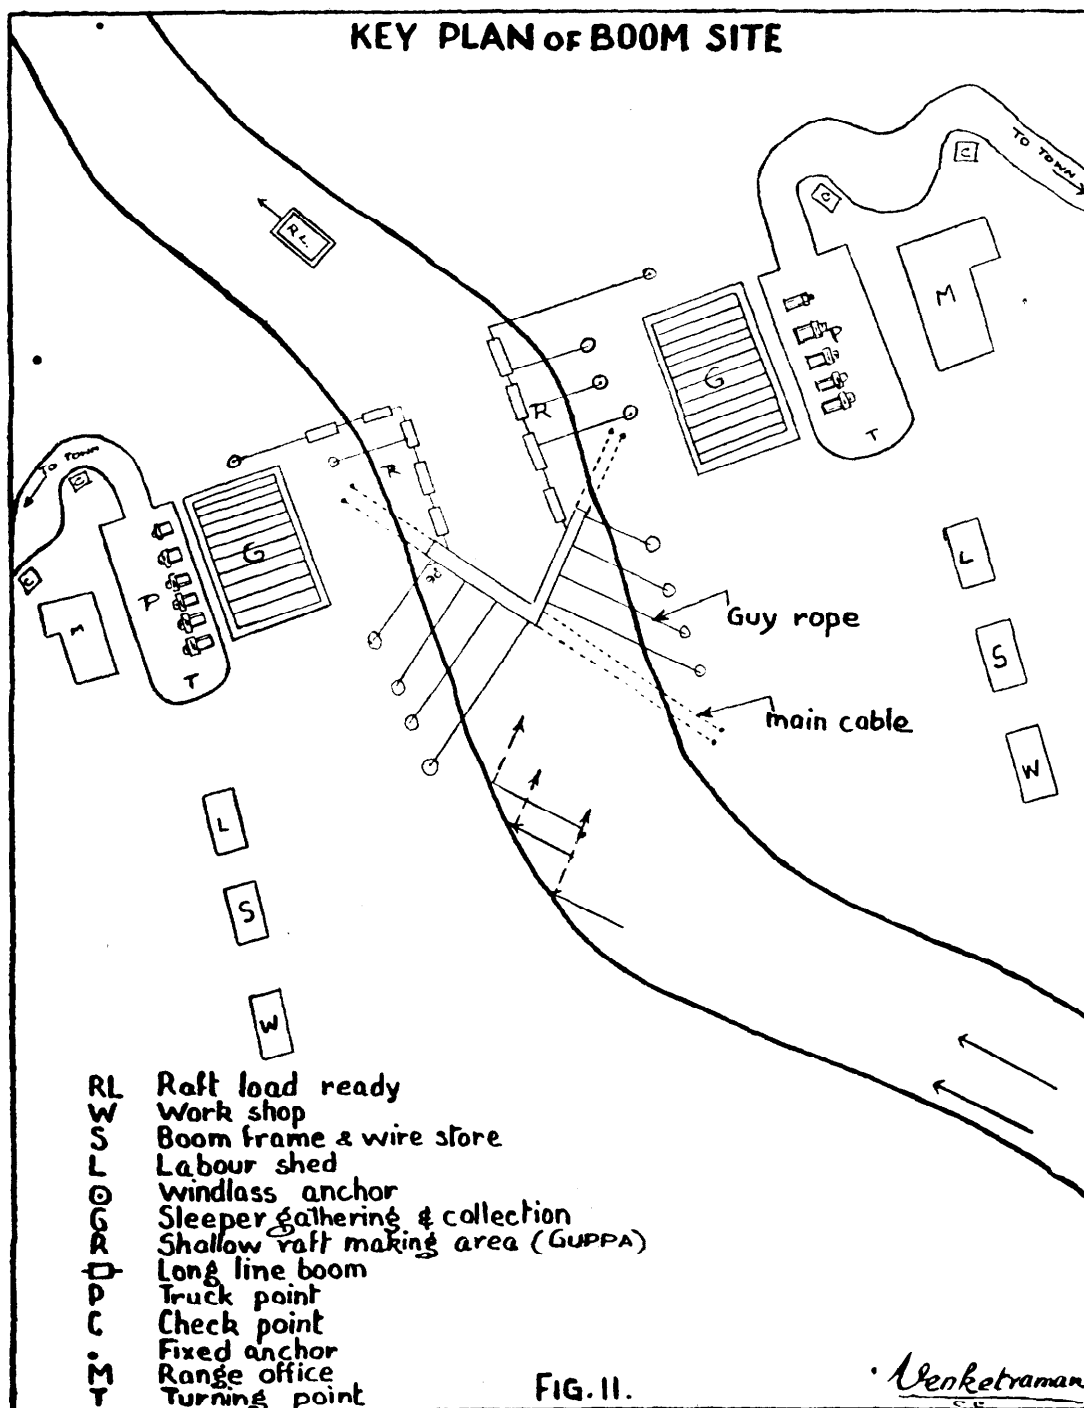 KEY PLAN OF BOOM SITE
TO TOWN
C
C
RL.
M
P
G
R
T
TO TOWN
C
R
G
C
P
M
T
L
Guy rope
S
main cable
W
L
S
W
RL Raft load ready
W Work shop
S Boom frame & wire store
L Labour shed
Windlass anchor
G Sleeper gathering & collection
R Shallow raft making area (GUPPA)
Long line boom
P Truck point
C Check point
Fixed anchor
M Range office
T Turning point
FIG. 11.
Venketraman